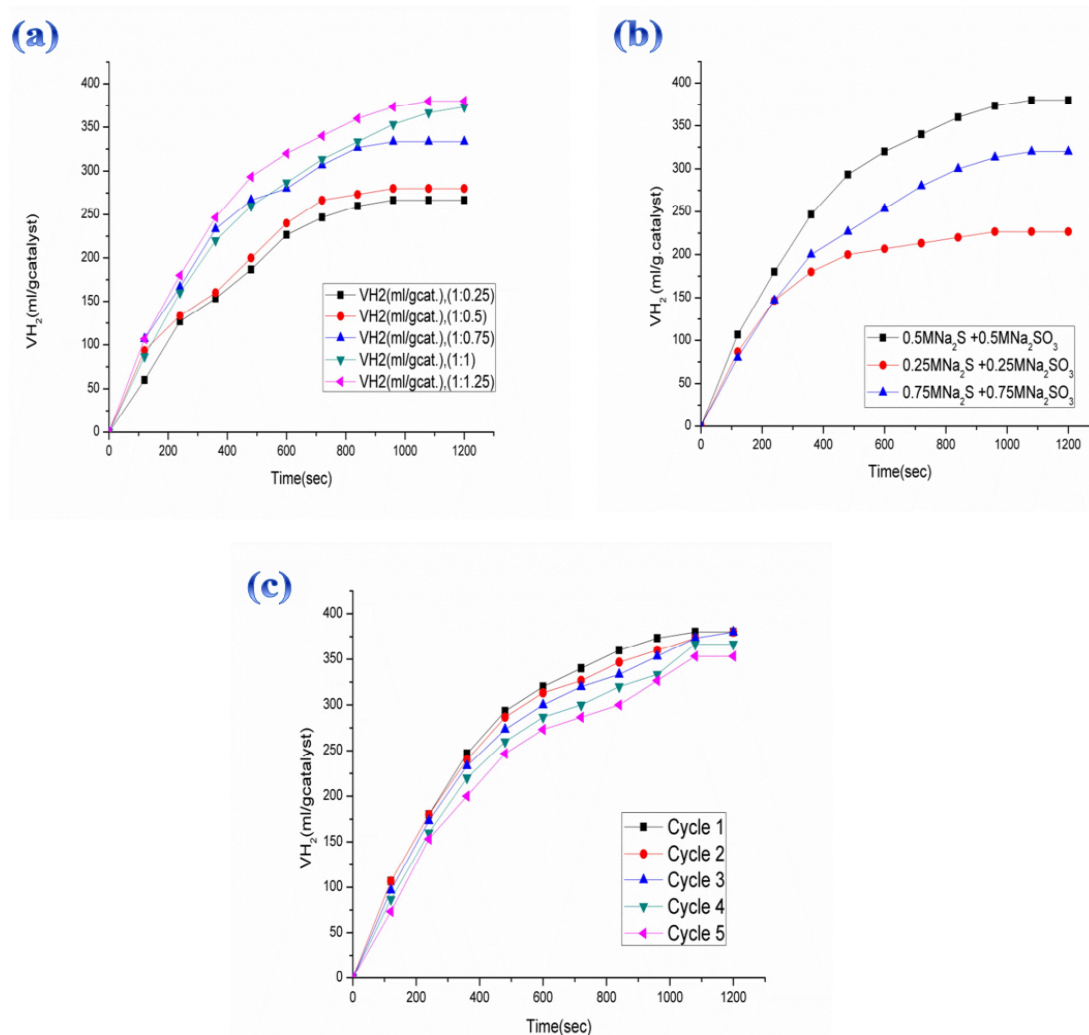 (a)
400
350
300
250
200
150
100
50
0
VH₂(ml/gcatalyst)
VH2(ml/gcat.),(1:0.25)
VH2(ml/gcat.),(1:0.5)
VH2(ml/gcat.),(1:0.75)
VH2(ml/gcat.),(1:1)
VH2(ml/gcat.),(1:1.25)
0 200 400 600 800 1000 1200
Time(sec)
(b)
400
350
300
250
200
150
100
50
0
VH₂(ml/g.catalyst)
0.5MNa₂S +0.5MNa₂SO₃
0.25MNa₂S +0.25MNa₂SO₃
0.75MNa₂S +0.75MNa₂SO₃
0 200 400 600 800 1000 1200
Time(sec)
(c)
400
350
300
250
200
150
100
50
0
VH₂(ml/gcatalyst)
Cycle 1
Cycle 2
Cycle 3
Cycle 4
Cycle 5
0 200 400 600 800 1000 1200
Time(sec)